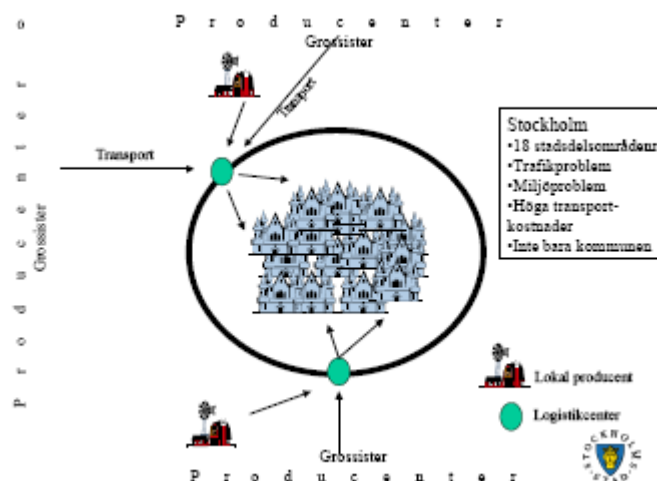 P r o d u c e n t e r
Grossister
Transport
Transport
Grossister
Stockholm
•18 stadsdelsområden
•Trafikproblem
•Miljöproblem
•Höga transport-
kostnader
•Inte bara kommunen
Lokal producent
Logistikcenter
Grossister
P r o d u c e n t e r
P r o d u c e n t e r